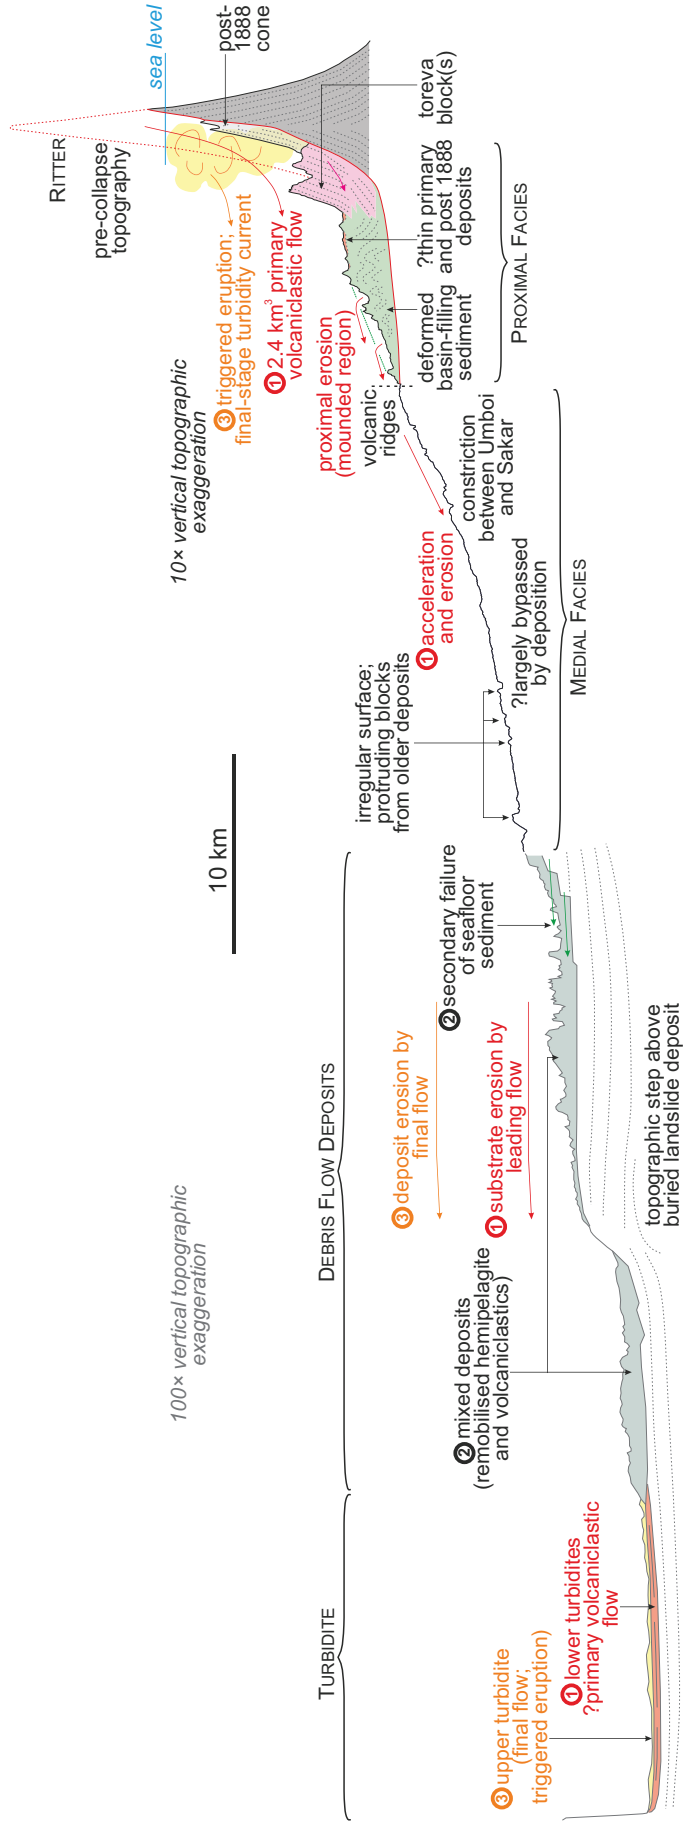 RITTER
pre-collapse
topography
sea level
post-
1888
cone
toreva
block(s)
③ triggered eruption;
final-stage turbidity current
① 2.4 km³ primary
volcaniclastic flow
?thin primary
and post 1888
deposits
proximal erosion
(mounded region)
deformed
basin-filling
sediment
PROXIMAL FACIES
volcanic
ridges
10× vertical topographic
exaggeration
constriction
between Umboi
and Sakar
① acceleration
and erosion
?largely bypassed
by deposition
MEDIAL FACIES
irregular surface;
protruding blocks
from older deposits
10 km
② secondary failure
of seafloor
sediment
DEBRIS FLOW DEPOSITS
③ deposit erosion by
final flow
① substrate erosion by
leading flow
topographic step above
buried landslide deposit
100× vertical topographic
exaggeration
② mixed deposits
(remobilised hemipelagite
and volcaniclastics)
TURBIDITE
① lower turbidites
?primary volcaniclastic
flow
③ upper turbidite
(final flow;
triggered eruption)